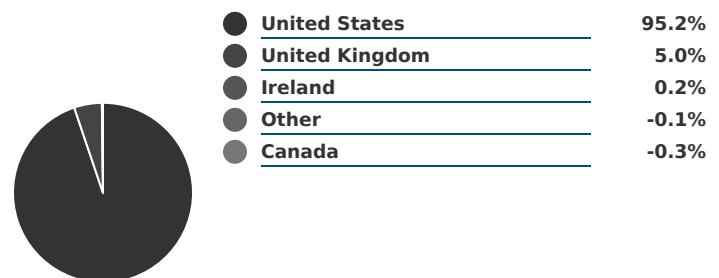 United States 95.2%
United Kingdom 5.0%
Ireland 0.2%
Other -0.1%
Canada -0.3%